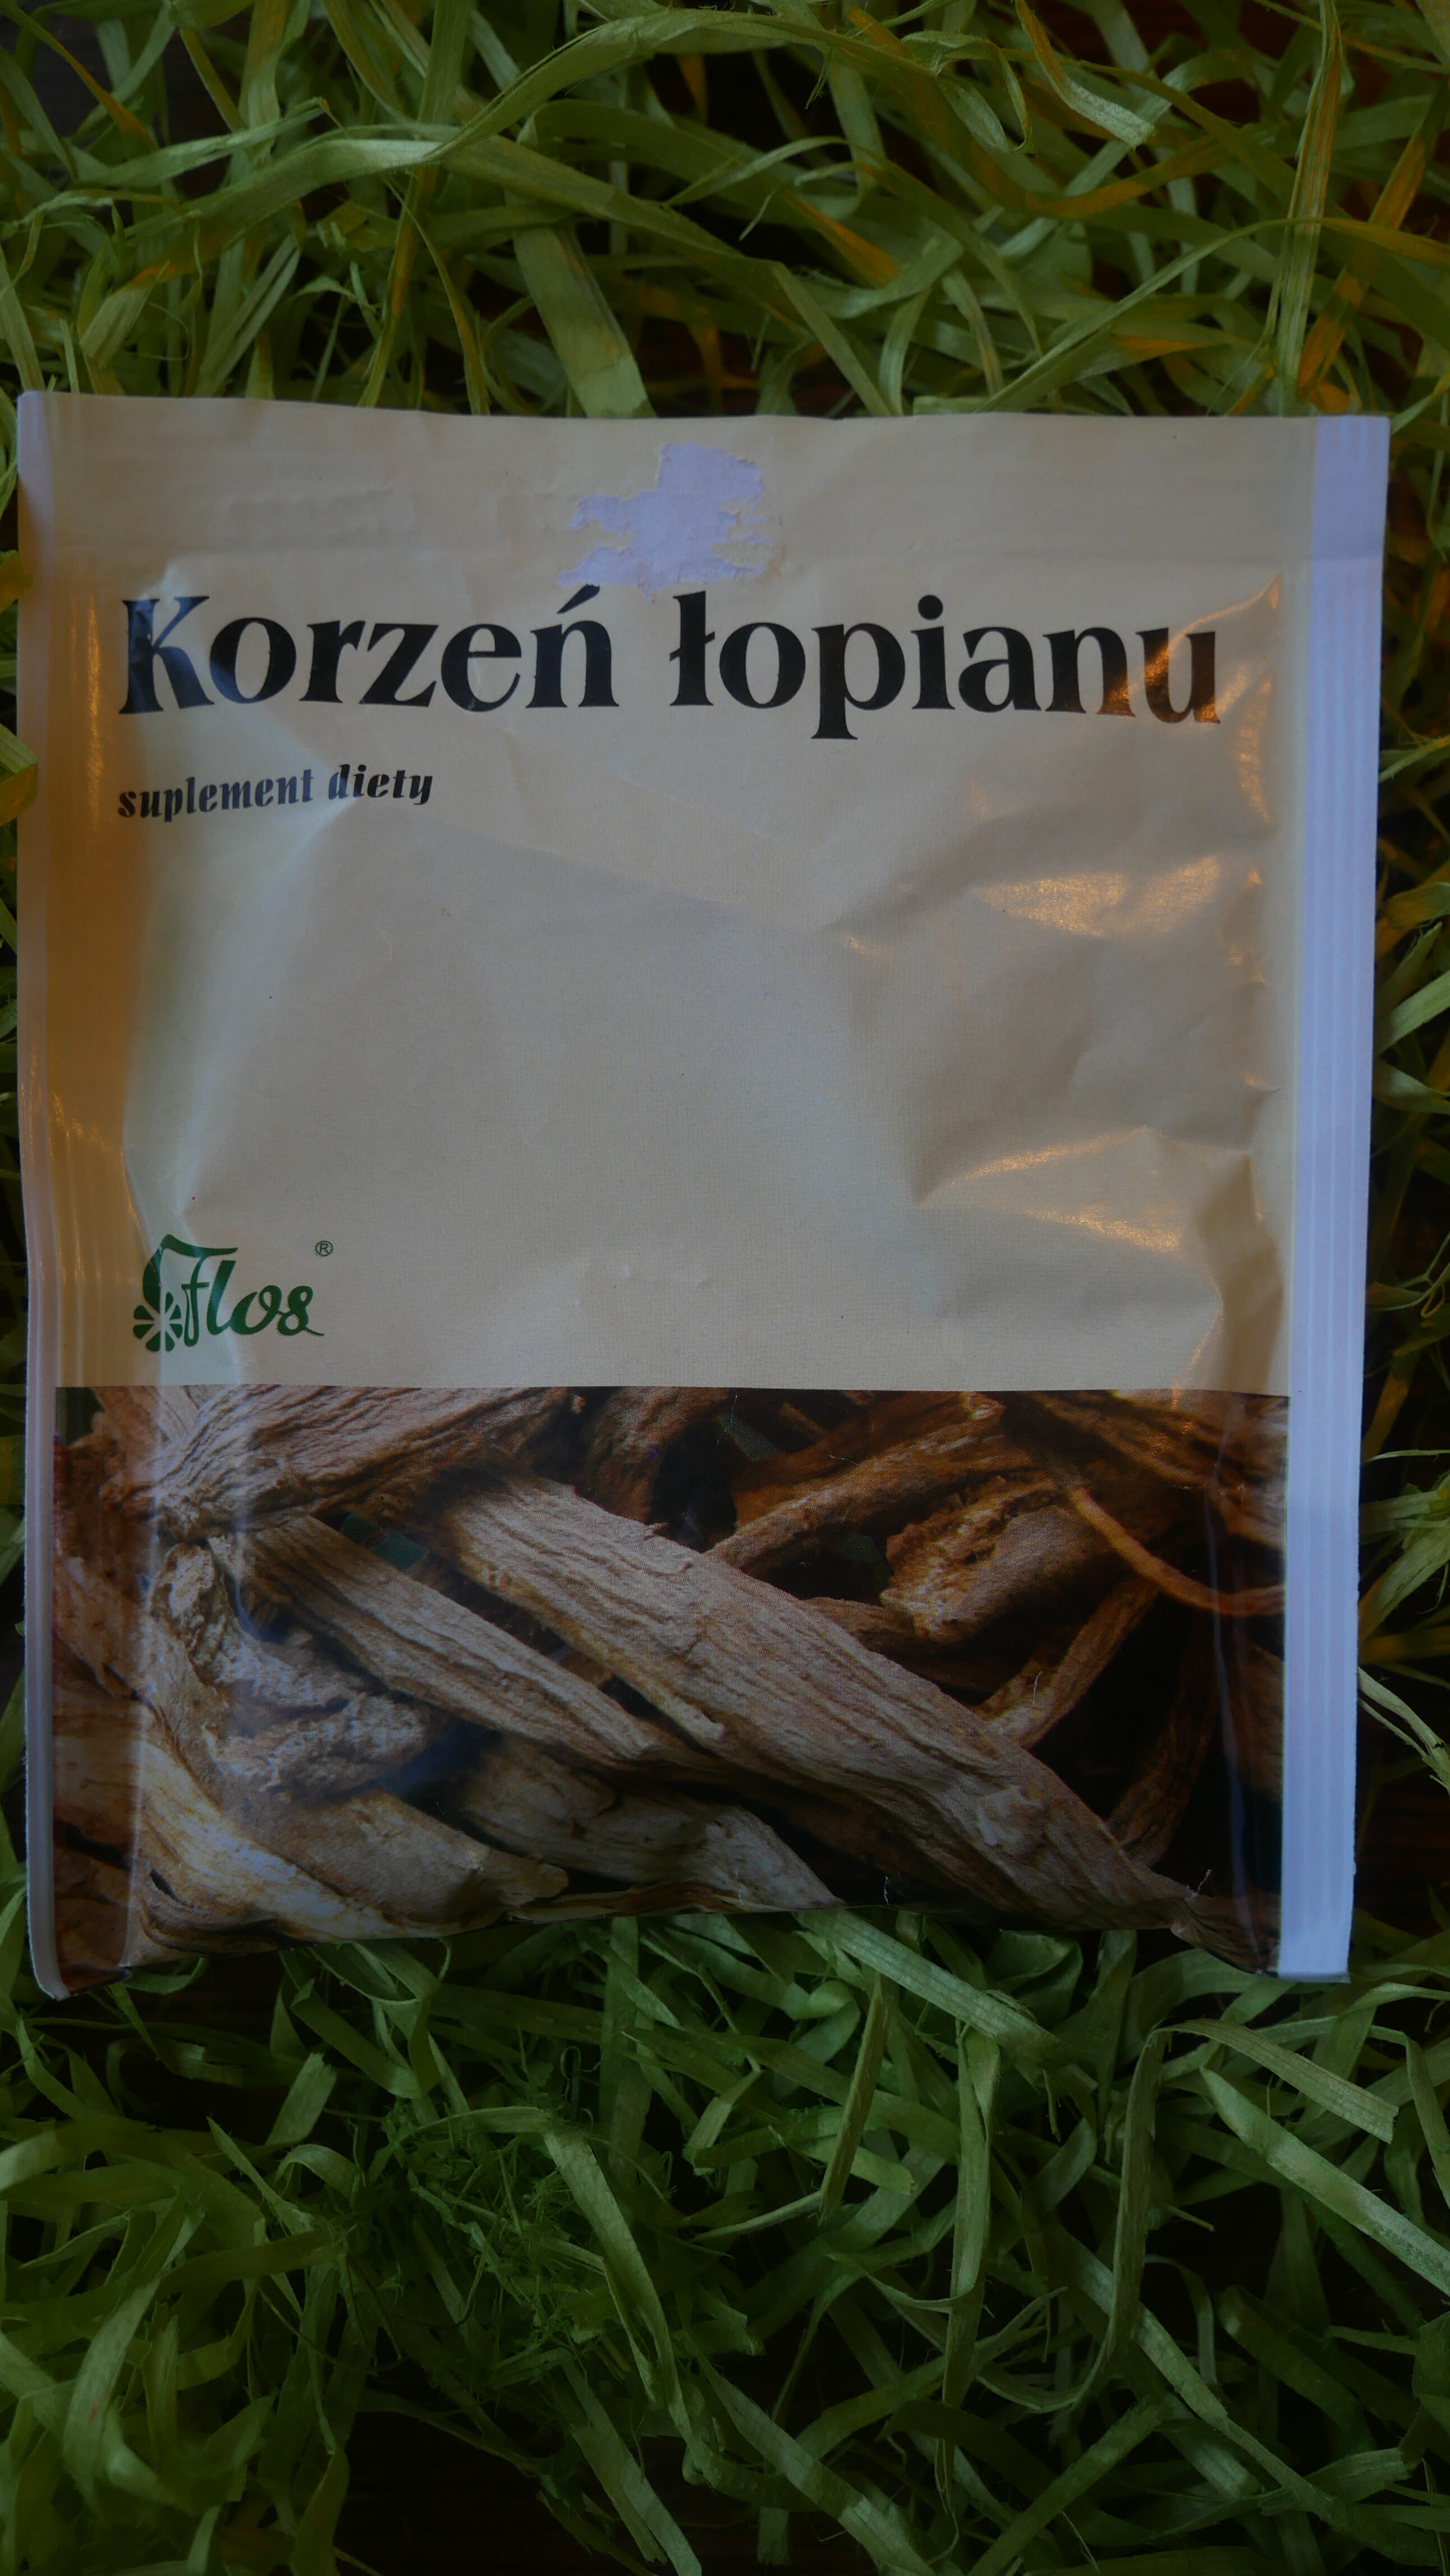 Korzeń łopianu
suplement diety
Flos®